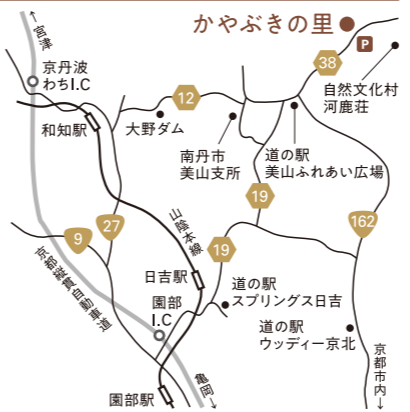 ↑宮津
かやぶきの里
P
38
自然文化村
河鹿荘
京丹波
わちI.C
12
和知駅
大野ダム
南丹市
美山支所
道の駅
美山ふれあい広場
19
162
27
9
山陰本線
19
京都縦貫自動車道
日吉駅
園部
I.C
道の駅
スプリングス日吉
道の駅
ウッディー京北
園部駅
亀岡→
京都市内→